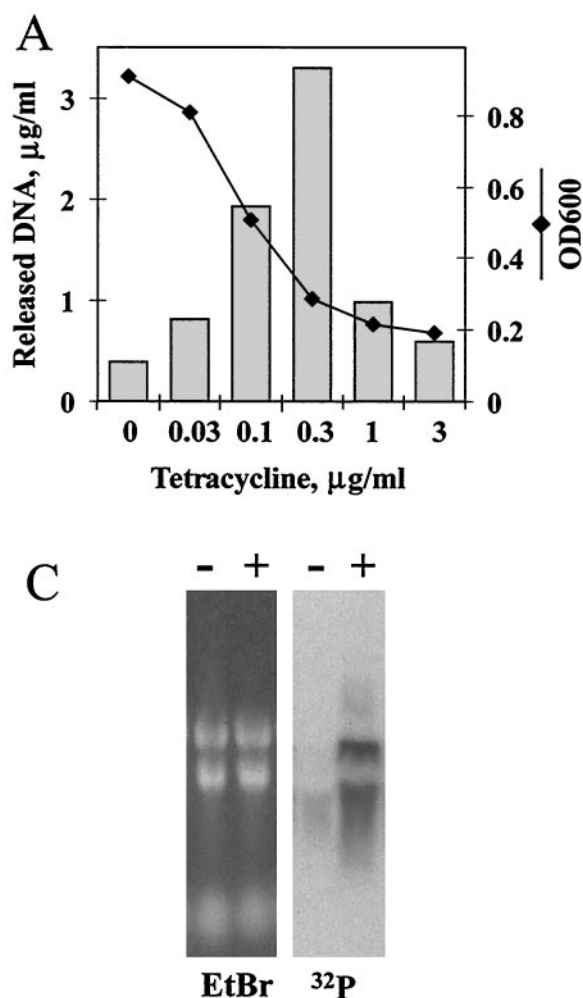 A
Released DNA, μg/ml
3
2
1
0
0.8
0.6
0.4
0.2
0
OD600
0 0.03 0.1 0.3 1 3
Tetracycline, μg/ml
C
- + - +
EtBr ³²P